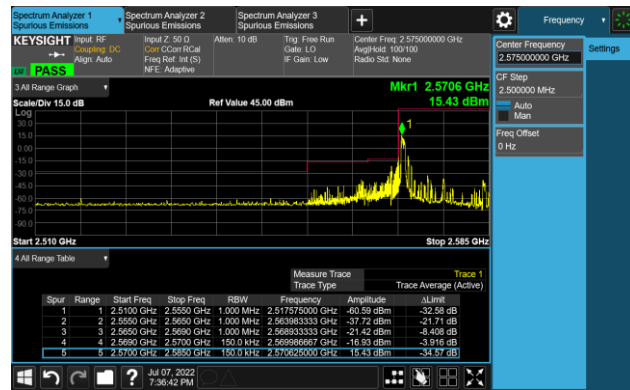 Spectrum Analyzer 1
Spurious Emissions
Spectrum Analyzer 2
Spurious Emissions
Spectrum Analyzer 3
Spurious Emissions
Frequency
KEYSIGHT
Input: RF
Coupling: DC
Align: Auto
Input Z: 50 Ω
Corr CCorr RCal
Freq Ref: Int (S)
NFE: Adaptive
Atten: 10 dB
Trig: Free Run
Gate: LO
IF Gain: Low
Center Freq: 2.575000000 GHz
Avg|Hold: 100/100
Radio Std: None
PASS
Center Frequency
2.575000000 GHz
Settings
CF Step
2.500000 MHz
Auto
Man
Freq Offset
0 Hz
3 All Range Graph
Mkr1 2.5706 GHz
15.43 dBm
Scale/Div 15.0 dB
Ref Value 45.00 dBm
Log
30.0
15.0
0.00
-15.0
-30.0
-45.0
-60.0
-75.0
-90.0
1
Start 2.510 GHz
Stop 2.585 GHz
4 All Range Table
Measure Trace Trace 1
Trace Type Trace Average (Active)
Spur Range Start Freq Stop Freq RBW Frequency Amplitude ΔLimit
1 1 2.5100 GHz 2.5550 GHz 1.000 MHz 2.517575000 GHz -60.59 dBm -32.58 dB
2 2 2.5550 GHz 2.5650 GHz 1.000 MHz 2.563983333 GHz -37.72 dBm -21.71 dB
3 3 2.5650 GHz 2.5690 GHz 1.000 MHz 2.568933333 GHz -21.42 dBm -8.408 dB
4 4 2.5690 GHz 2.5700 GHz 150.0 kHz 2.569986667 GHz -16.93 dBm -3.916 dB
5 5 2.5700 GHz 2.5850 GHz 150.0 kHz 2.570625000 GHz 15.43 dBm -34.57 dB
Jul 07, 2022
7:36:42 PM